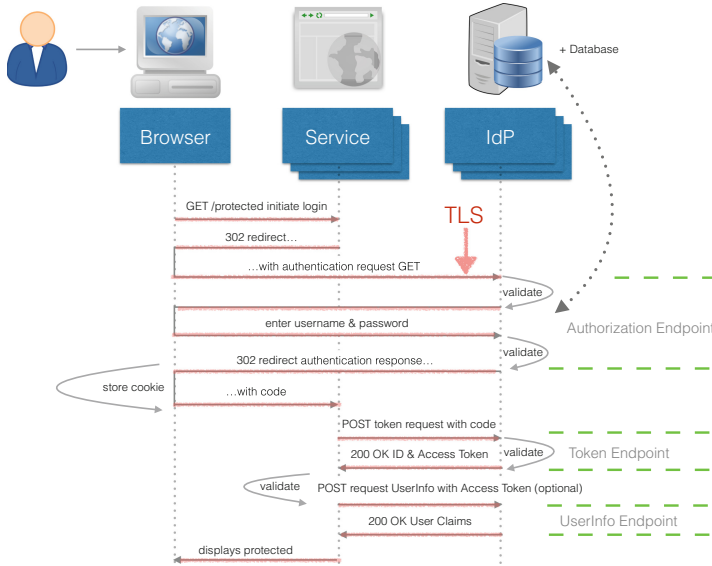 + Database
Browser
Service
IdP
GET /protected initiate login
TLS
302 redirect…
…with authentication request GET
validate
enter username & password
Authorization Endpoint
validate
302 redirect authentication response…
store cookie
…with code
POST token request with code
200 OK ID & Access Token
validate
Token Endpoint
validate
POST request UserInfo with Access Token (optional)
200 OK User Claims
UserInfo Endpoint
displays protected